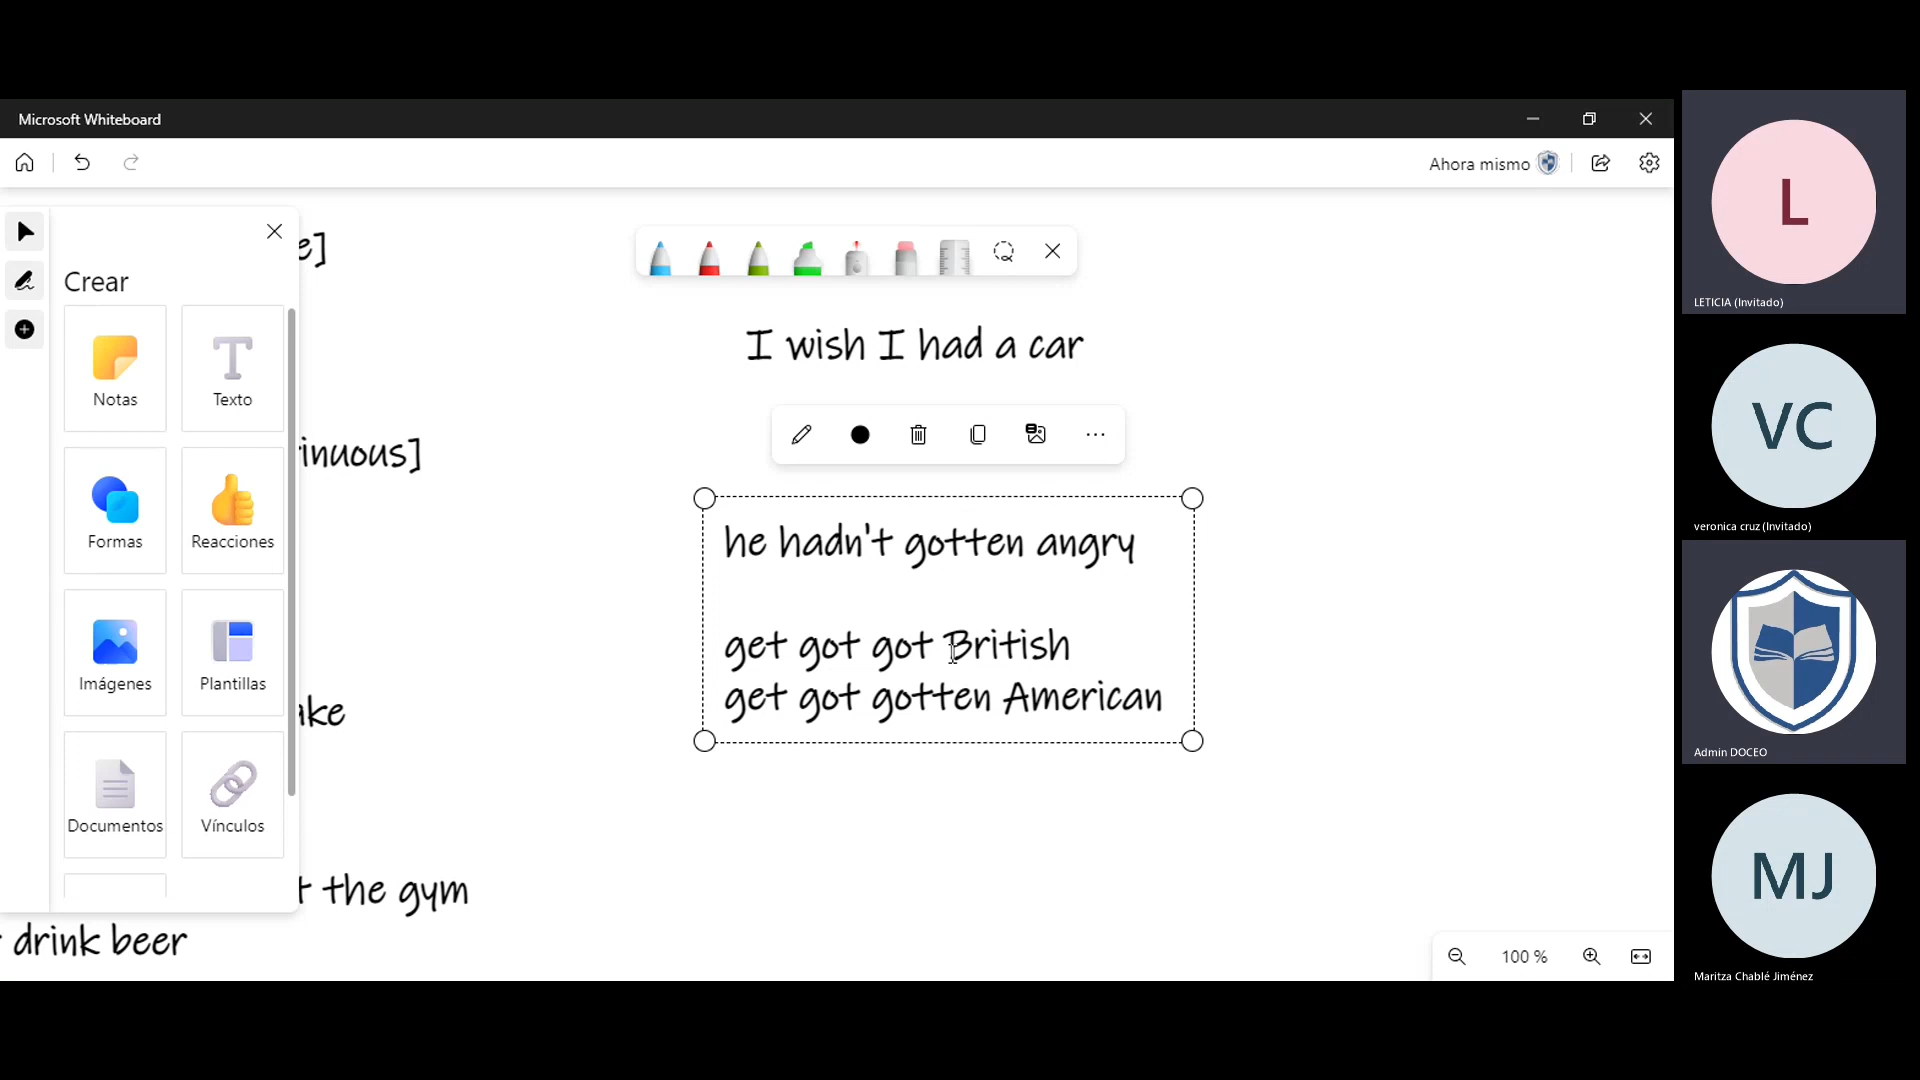 Microsoft Whiteboard
Ahora mismo
Crear
Notas
Texto
Formas
Reacciones
Imágenes
Plantillas
Documentos
Vínculos
e]
inuous]
ake
t the gym
drink beer
I wish I had a car
he hadn't gotten angry
get got got British
get got gotten American
100 %
L
LETICIA (Invitado)
VC
veronica cruz (Invitado)
Admin DOCEO
MJ
Maritza Chablé Jiménez